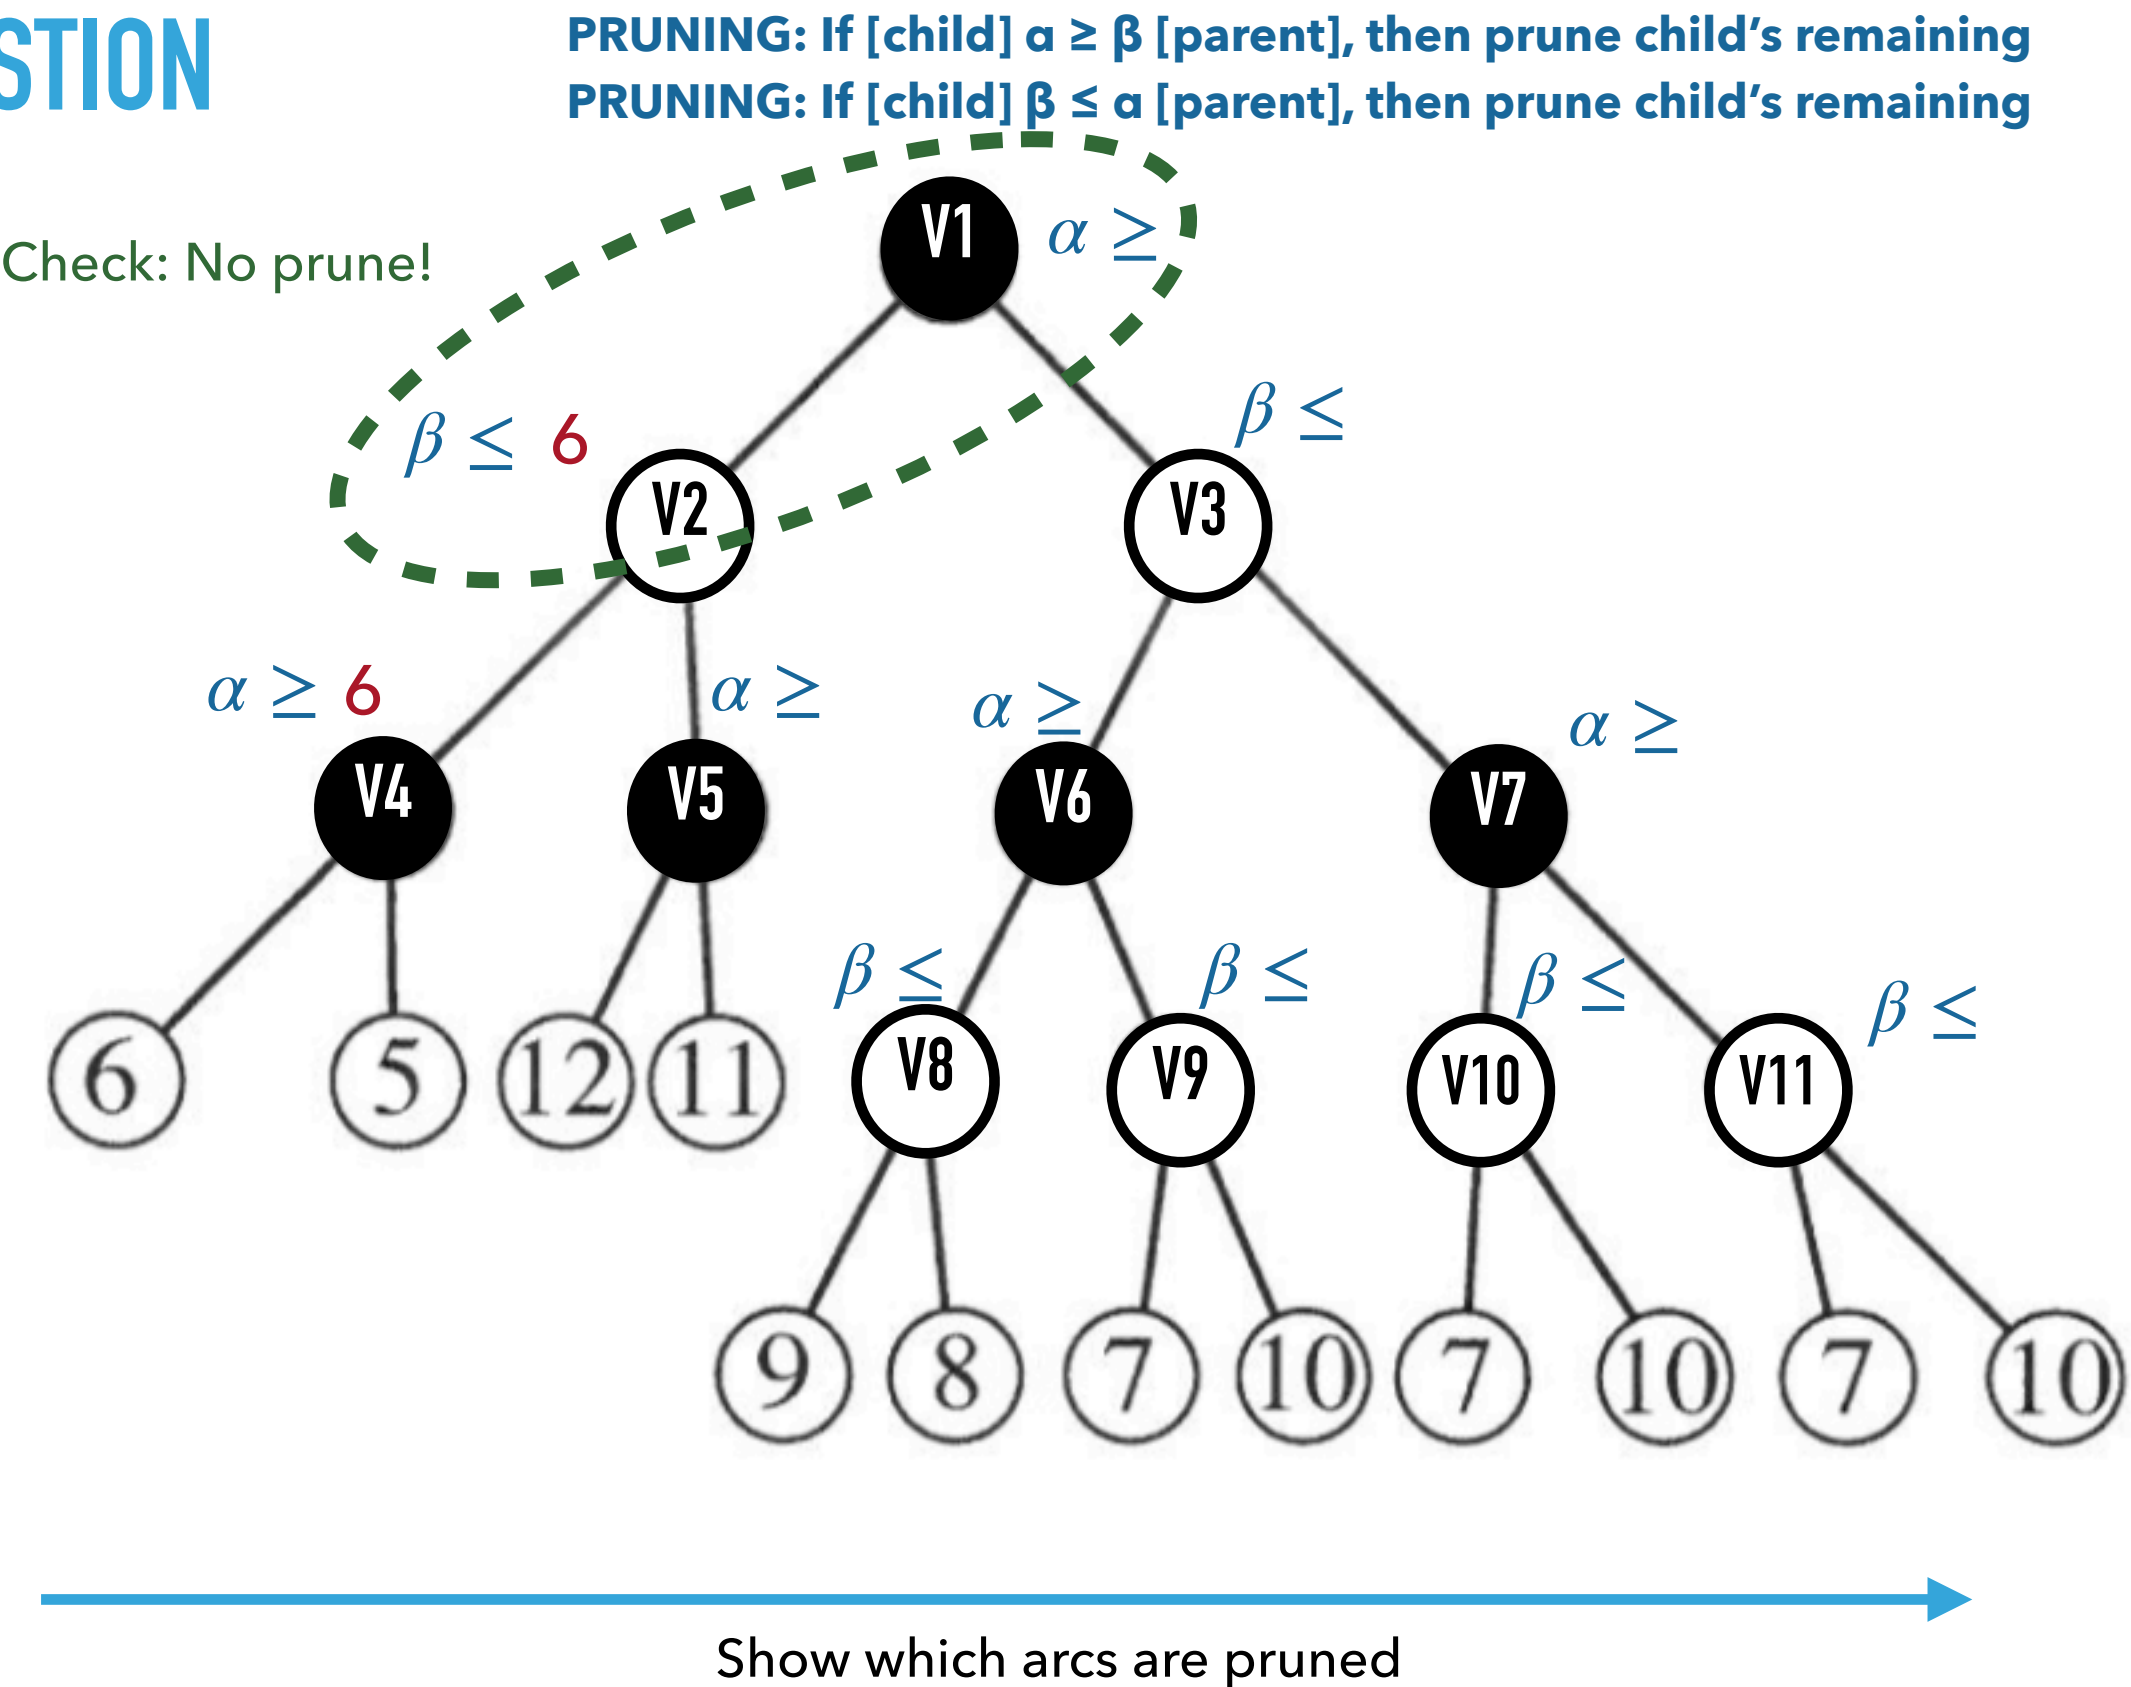 STION
PRUNING: If [child] α ≥ β [parent], then prune child's remaining
PRUNING: If [child] β ≤ α [parent], then prune child's remaining
V1 α ≥
Check: No prune!
β ≤ 6 β ≤
V2 V3
α ≥ 6 α ≥ α ≥ α ≥
V4 V5 V6 V7
β ≤ β ≤ β ≤ β ≤
6 5 12 11 V8 V9 V10 V11
9 8 7 10 7 10 7 10
Show which arcs are pruned